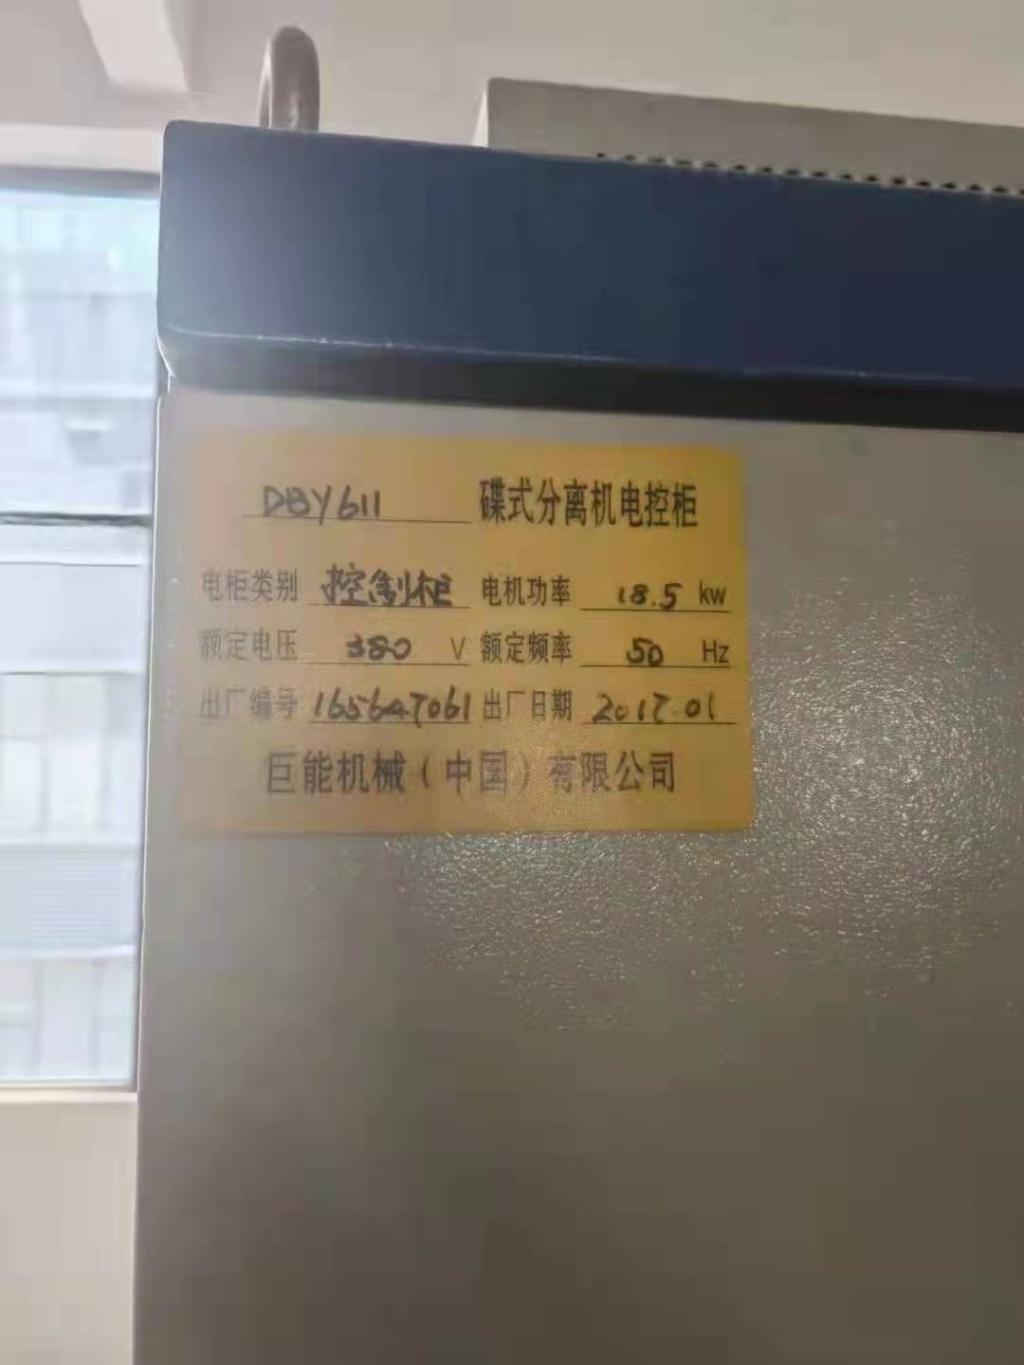 DBY611 碟式分离机电控柜
电柜类别 控制柜 电机功率 18.5 kw
额定电压 380 V 额定频率 50 Hz
出厂编号 165647061 出厂日期 2017.01
巨能机械（中国）有限公司